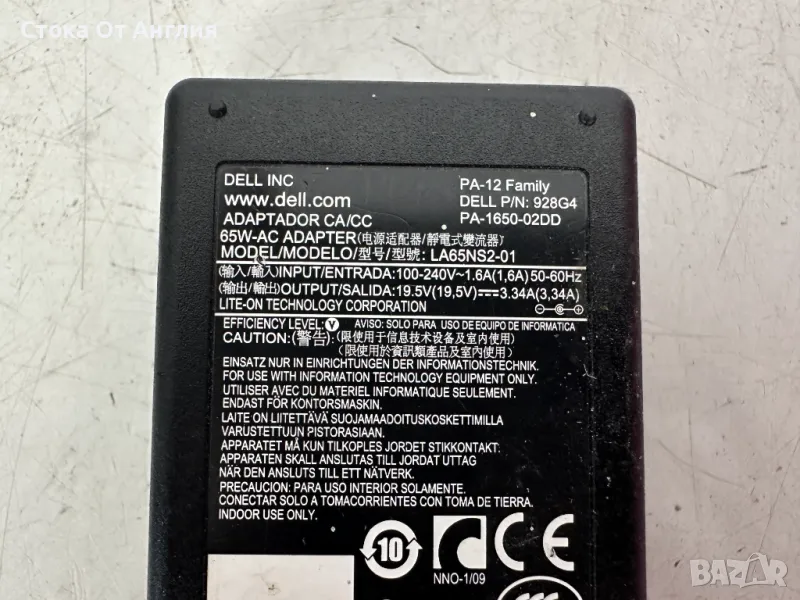 Стока От Англия
DELL INC
www.dell.com
ADAPTADOR CA/CC
65W-AC ADAPTER(电源适配器/靜電式變流器)
MODEL/MODELO/型号/型號: LA65NS2-01
PA-12 Family
DELL P/N: 928G4
PA-1650-02DD
(输入/輸入)INPUT/ENTRADA:100-240V~1.6A(1,6A) 50-60Hz
(输出/輸出)OUTPUT/SALIDA:19.5V(19,5V)⎓3.34A(3,34A)
LITE-ON TECHNOLOGY CORPORATION
EFFICIENCY LEVEL: V AVISO: SOLO PARA USO DE EQUIPO DE INFORMATICA
CAUTION:(警告):(限使用于信息技术设备及室内使用)
(限使用於資訊類產品及室內使用)
EINSATZ NUR IN EINRICHTUNGEN DER INFORMATIONSTECHNIK.
FOR USE WITH INFORMATION TECHNOLOGY EQUIPMENT ONLY.
UTILISER AVEC DU MATERIEL INFORMATIQUE SEULEMENT.
ENDAST FÖR KONTORSMASKIN.
LAITE ON LIITETTÄVÄ SUOJAMAADOITUSKOSKETTIMILLA
VARUSTETTUUN PISTORASIAAN.
APPARATET MÅ KUN TILKOPLES JORDET STIKKONTAKT.
APPARATEN SKALL ANSLUTAS TILL JORDAT UTTAG
NÄR DEN ANSLUTS TILL ETT NÄTVERK.
PRECAUCION: PARA USO INTERIOR SOLAMENTE.
CONECTAR SOLO A TOMACORRIENTES CON TOMA DE TIERRA.
INDOOR USE ONLY.
10
CE
NNO-1/09
BAZAR
bg